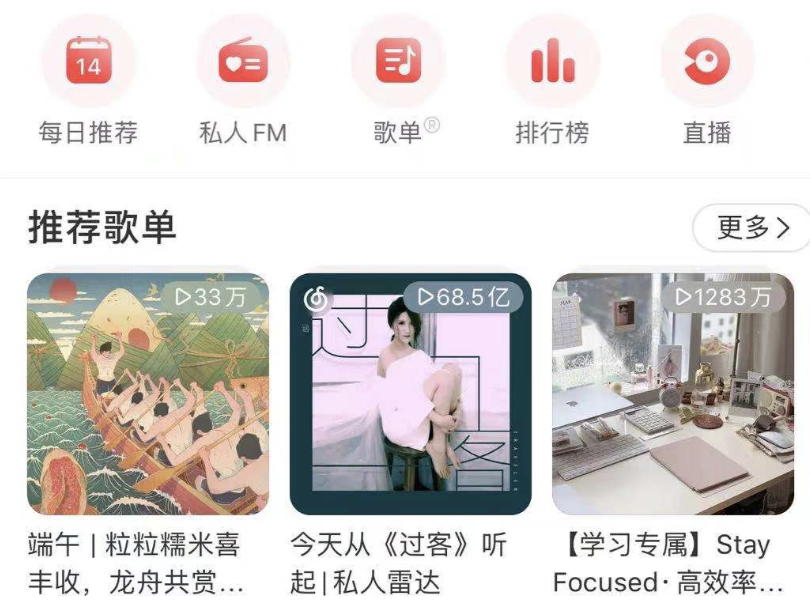 14
每日推荐
私人FM
歌单®
排行榜
直播
推荐歌单
更多
33万
68.5亿
1283万
过
客
TRAVELER
端午 | 粒粒糯米喜
丰收，龙舟共赏...
今天从《过客》听
起|私人雷达
【学习专属】Stay
Focused· 高效率...